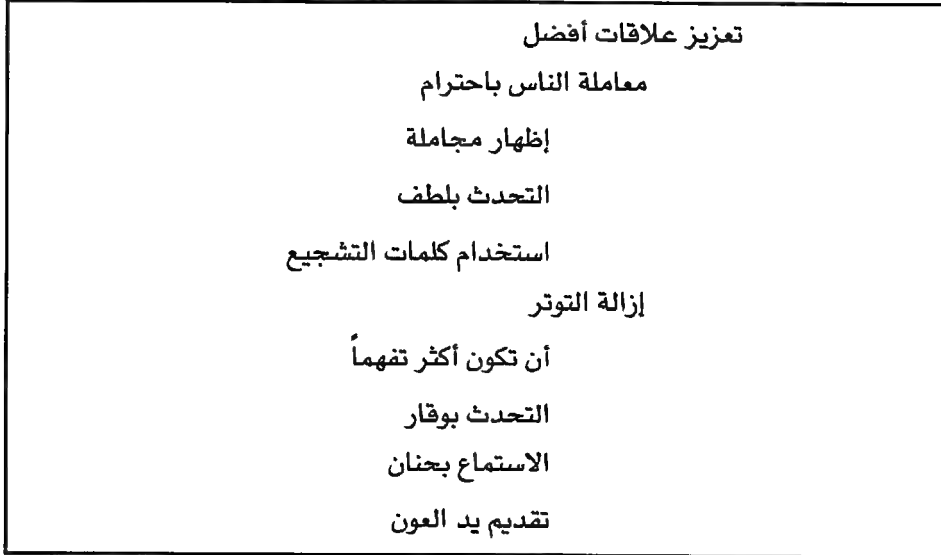 تعزيز علاقات أفضل
معاملة الناس باحترام
إظهار مجاملة
التحدث بلطف
استخدام كلمات التشجيع
إزالة التوتر
أن تكون أكثر تفهماً
التحدث بوقار
الاستماع بحنان
تقديم يد العون